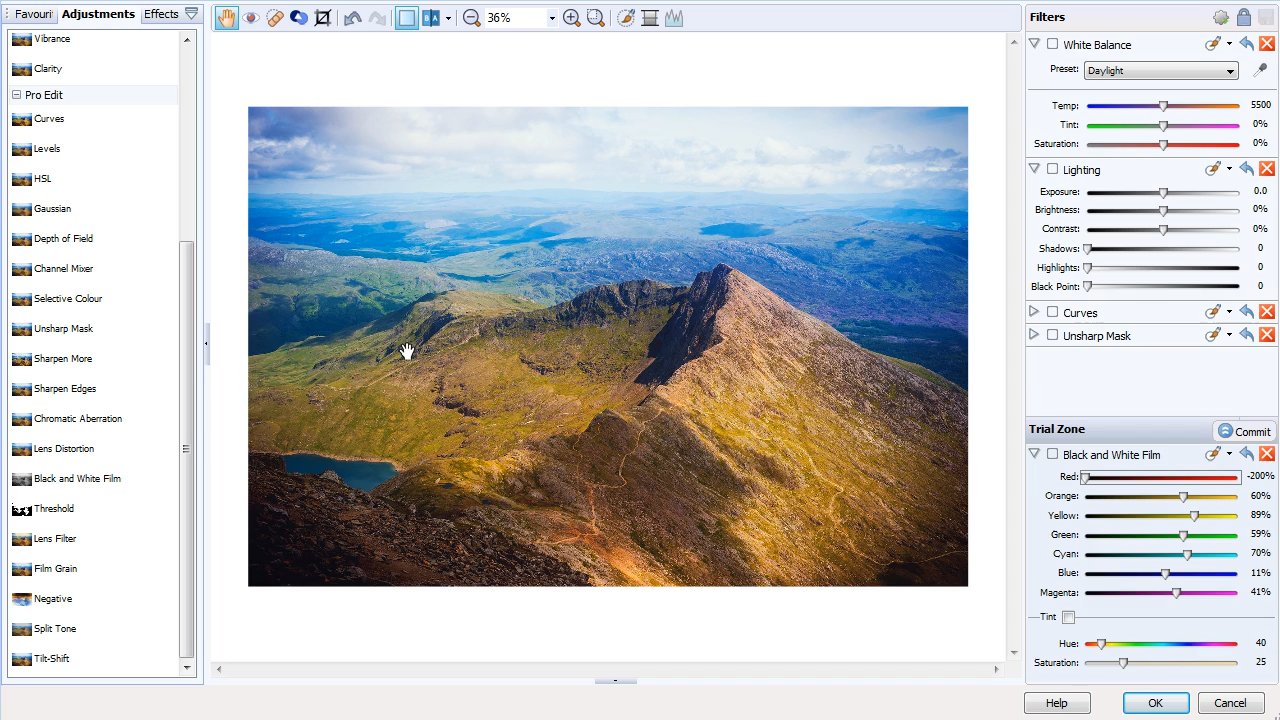 Favouri Adjustments Effects
36%
Vibrance
Clarity
Pro Edit
Curves
Levels
HSL
Gaussian
Depth of Field
Channel Mixer
Selective Colour
Unsharp Mask
Sharpen More
Sharpen Edges
Chromatic Aberration
Lens Distortion
Black and White Film
Threshold
Lens Filter
Film Grain
Negative
Split Tone
Tilt-Shift
Filters
White Balance
Preset: Daylight
Temp: 5500
Tint: 0%
Saturation: 0%
Lighting
Exposure: 0.0
Brightness: 0%
Contrast: 0%
Shadows: 0
Highlights: 0
Black Point: 0
Curves
Unsharp Mask
Trial Zone Commit
Black and White Film
Red: -200%
Orange: 60%
Yellow: 89%
Green: 59%
Cyan: 70%
Blue: 11%
Magenta: 41%
Tint
Hue: 40
Saturation: 25
Help OK Cancel